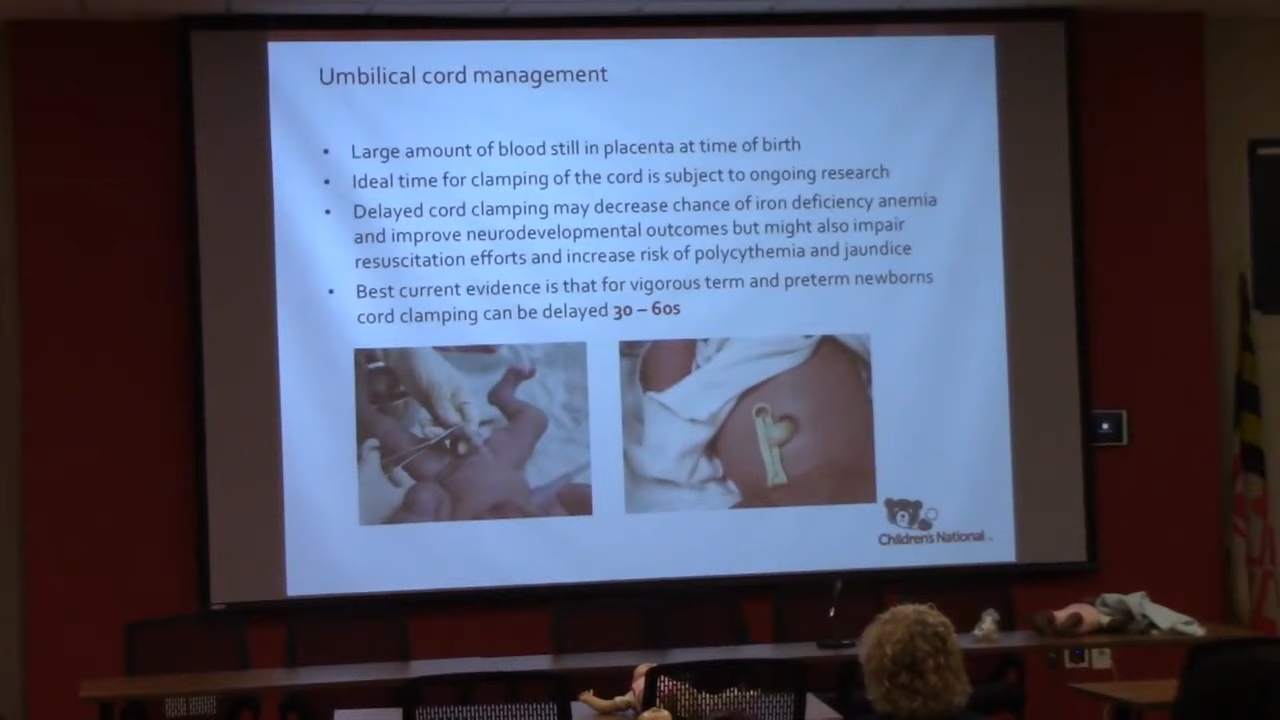 Umbilical cord management
• Large amount of blood still in placenta at time of birth
• Ideal time for clamping of the cord is subject to ongoing research
• Delayed cord clamping may decrease chance of iron deficiency anemia
and improve neurodevelopmental outcomes but might also impair
resuscitation efforts and increase risk of polycythemia and jaundice
• Best current evidence is that for vigorous term and preterm newborns
cord clamping can be delayed 30 – 60s
Children's National